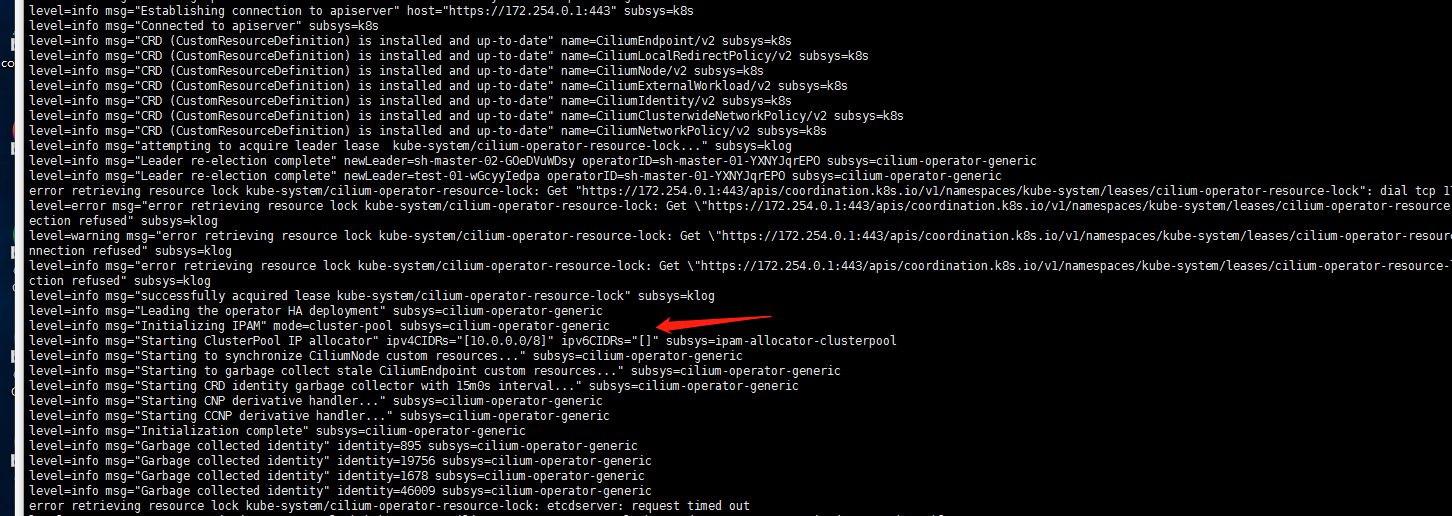 level=info msg="Establishing connection to apiserver" host="https://172.254.0.1:443" subsys=k8s
level=info msg="Connected to apiserver" subsys=k8s
level=info msg="CRD (CustomResourceDefinition) is installed and up-to-date" name=CiliumEndpoint/v2 subsys=k8s
level=info msg="CRD (CustomResourceDefinition) is installed and up-to-date" name=CiliumLocalRedirectPolicy/v2 subsys=k8s
level=info msg="CRD (CustomResourceDefinition) is installed and up-to-date" name=CiliumNode/v2 subsys=k8s
level=info msg="CRD (CustomResourceDefinition) is installed and up-to-date" name=CiliumExternalWorkload/v2 subsys=k8s
level=info msg="CRD (CustomResourceDefinition) is installed and up-to-date" name=CiliumIdentity/v2 subsys=k8s
level=info msg="CRD (CustomResourceDefinition) is installed and up-to-date" name=CiliumClusterwideNetworkPolicy/v2 subsys=k8s
level=info msg="CRD (CustomResourceDefinition) is installed and up-to-date" name=CiliumNetworkPolicy/v2 subsys=k8s
level=info msg="attempting to acquire leader lease  kube-system/cilium-operator-resource-lock..." subsys=klog
level=info msg="Leader re-election complete" newLeader=sh-master-02-GOeDVuWDsy operatorID=sh-master-01-YXNYJqrEPO subsys=cilium-operator-generic
level=info msg="Leader re-election complete" newLeader=test-01-wGcyyIedpa operatorID=sh-master-01-YXNYJqrEPO subsys=cilium-operator-generic
error retrieving resource lock kube-system/cilium-operator-resource-lock: Get "https://172.254.0.1:443/apis/coordination.k8s.io/v1/namespaces/kube-system/leases/cilium-operator-resource-lock": dial tcp 1
level=error msg="error retrieving resource lock kube-system/cilium-operator-resource-lock: Get \"https://172.254.0.1:443/apis/coordination.k8s.io/v1/namespaces/kube-system/leases/cilium-operator-resource
ection refused" subsys=klog
level=warning msg="error retrieving resource lock kube-system/cilium-operator-resource-lock: Get \"https://172.254.0.1:443/apis/coordination.k8s.io/v1/namespaces/kube-system/leases/cilium-operator-resour
nnection refused" subsys=klog
level=info msg="error retrieving resource lock kube-system/cilium-operator-resource-lock: Get \"https://172.254.0.1:443/apis/coordination.k8s.io/v1/namespaces/kube-system/leases/cilium-operator-resource-
ction refused" subsys=klog
level=info msg="successfully acquired lease kube-system/cilium-operator-resource-lock" subsys=klog
level=info msg="Leading the operator HA deployment" subsys=cilium-operator-generic
level=info msg="Initializing IPAM" mode=cluster-pool subsys=cilium-operator-generic
level=info msg="Starting ClusterPool IP allocator" ipv4CIDRs="[10.0.0.0/8]" ipv6CIDRs="[]" subsys=ipam-allocator-clusterpool
level=info msg="Starting to synchronize CiliumNode custom resources..." subsys=cilium-operator-generic
level=info msg="Starting to garbage collect stale CiliumEndpoint custom resources..." subsys=cilium-operator-generic
level=info msg="Starting CRD identity garbage collector with 15m0s interval..." subsys=cilium-operator-generic
level=info msg="Starting CNP derivative handler..." subsys=cilium-operator-generic
level=info msg="Starting CCNP derivative handler..." subsys=cilium-operator-generic
level=info msg="Initialization complete" subsys=cilium-operator-generic
level=info msg="Garbage collected identity" identity=895 subsys=cilium-operator-generic
level=info msg="Garbage collected identity" identity=19756 subsys=cilium-operator-generic
level=info msg="Garbage collected identity" identity=1678 subsys=cilium-operator-generic
level=info msg="Garbage collected identity" identity=46009 subsys=cilium-operator-generic
error retrieving resource lock kube-system/cilium-operator-resource-lock: etcdserver: request timed out